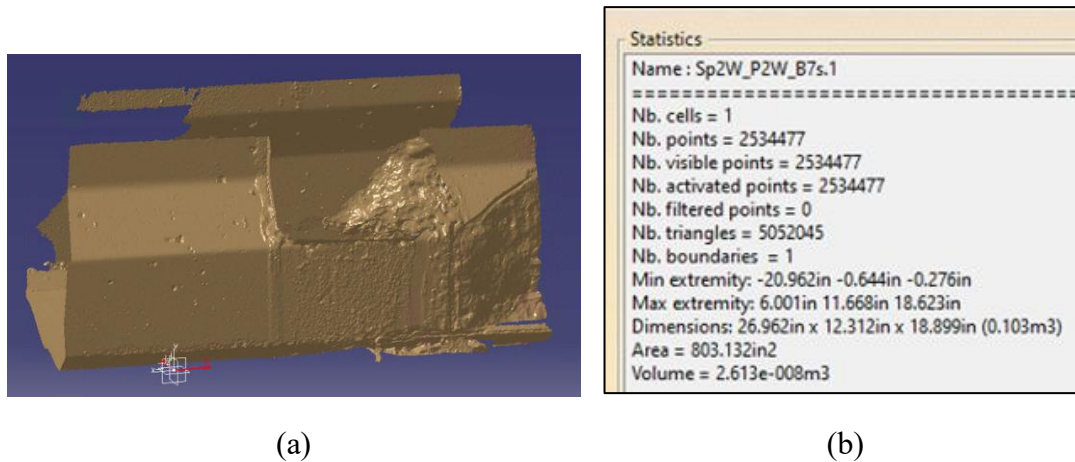 Statistics
Name : Sp2W_P2W_B7s.1
=====================================
Nb. cells = 1
Nb. points = 2534477
Nb. visible points = 2534477
Nb. activated points = 2534477
Nb. filtered points = 0
Nb. triangles = 5052045
Nb. boundaries = 1
Min extremity: -20.962in -0.644in -0.276in
Max extremity: 6.001in 11.668in 18.623in
Dimensions: 26.962in x 12.312in x 18.899in (0.103m3)
Area = 803.132in2
Volume = 2.613e-008m3
(a)
(b)